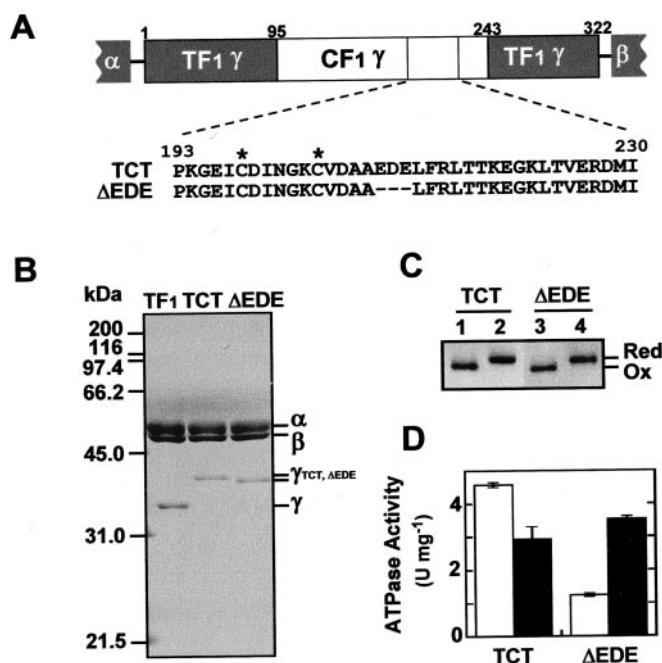 A
1 95 243 322
α TF1 γ CF1 γ TF1 γ β
193 230
* *
TCT PKGEICDINGKCVDAAEDELFRLTTKEGKLTVERDMI
ΔEDE PKGEICDINGKCVDAA---LFRLTTKEGKLTVERDMI
B
kDa TF1 TCT ΔEDE
200
116
97.4
66.2
45.0
31.0
21.5
α
β
γTCT, ΔEDE
γ
C
TCT ΔEDE
1 2 3 4
Red
Ox
D
ATPase Activity
(U mg-1)
4
2
0
TCT ΔEDE